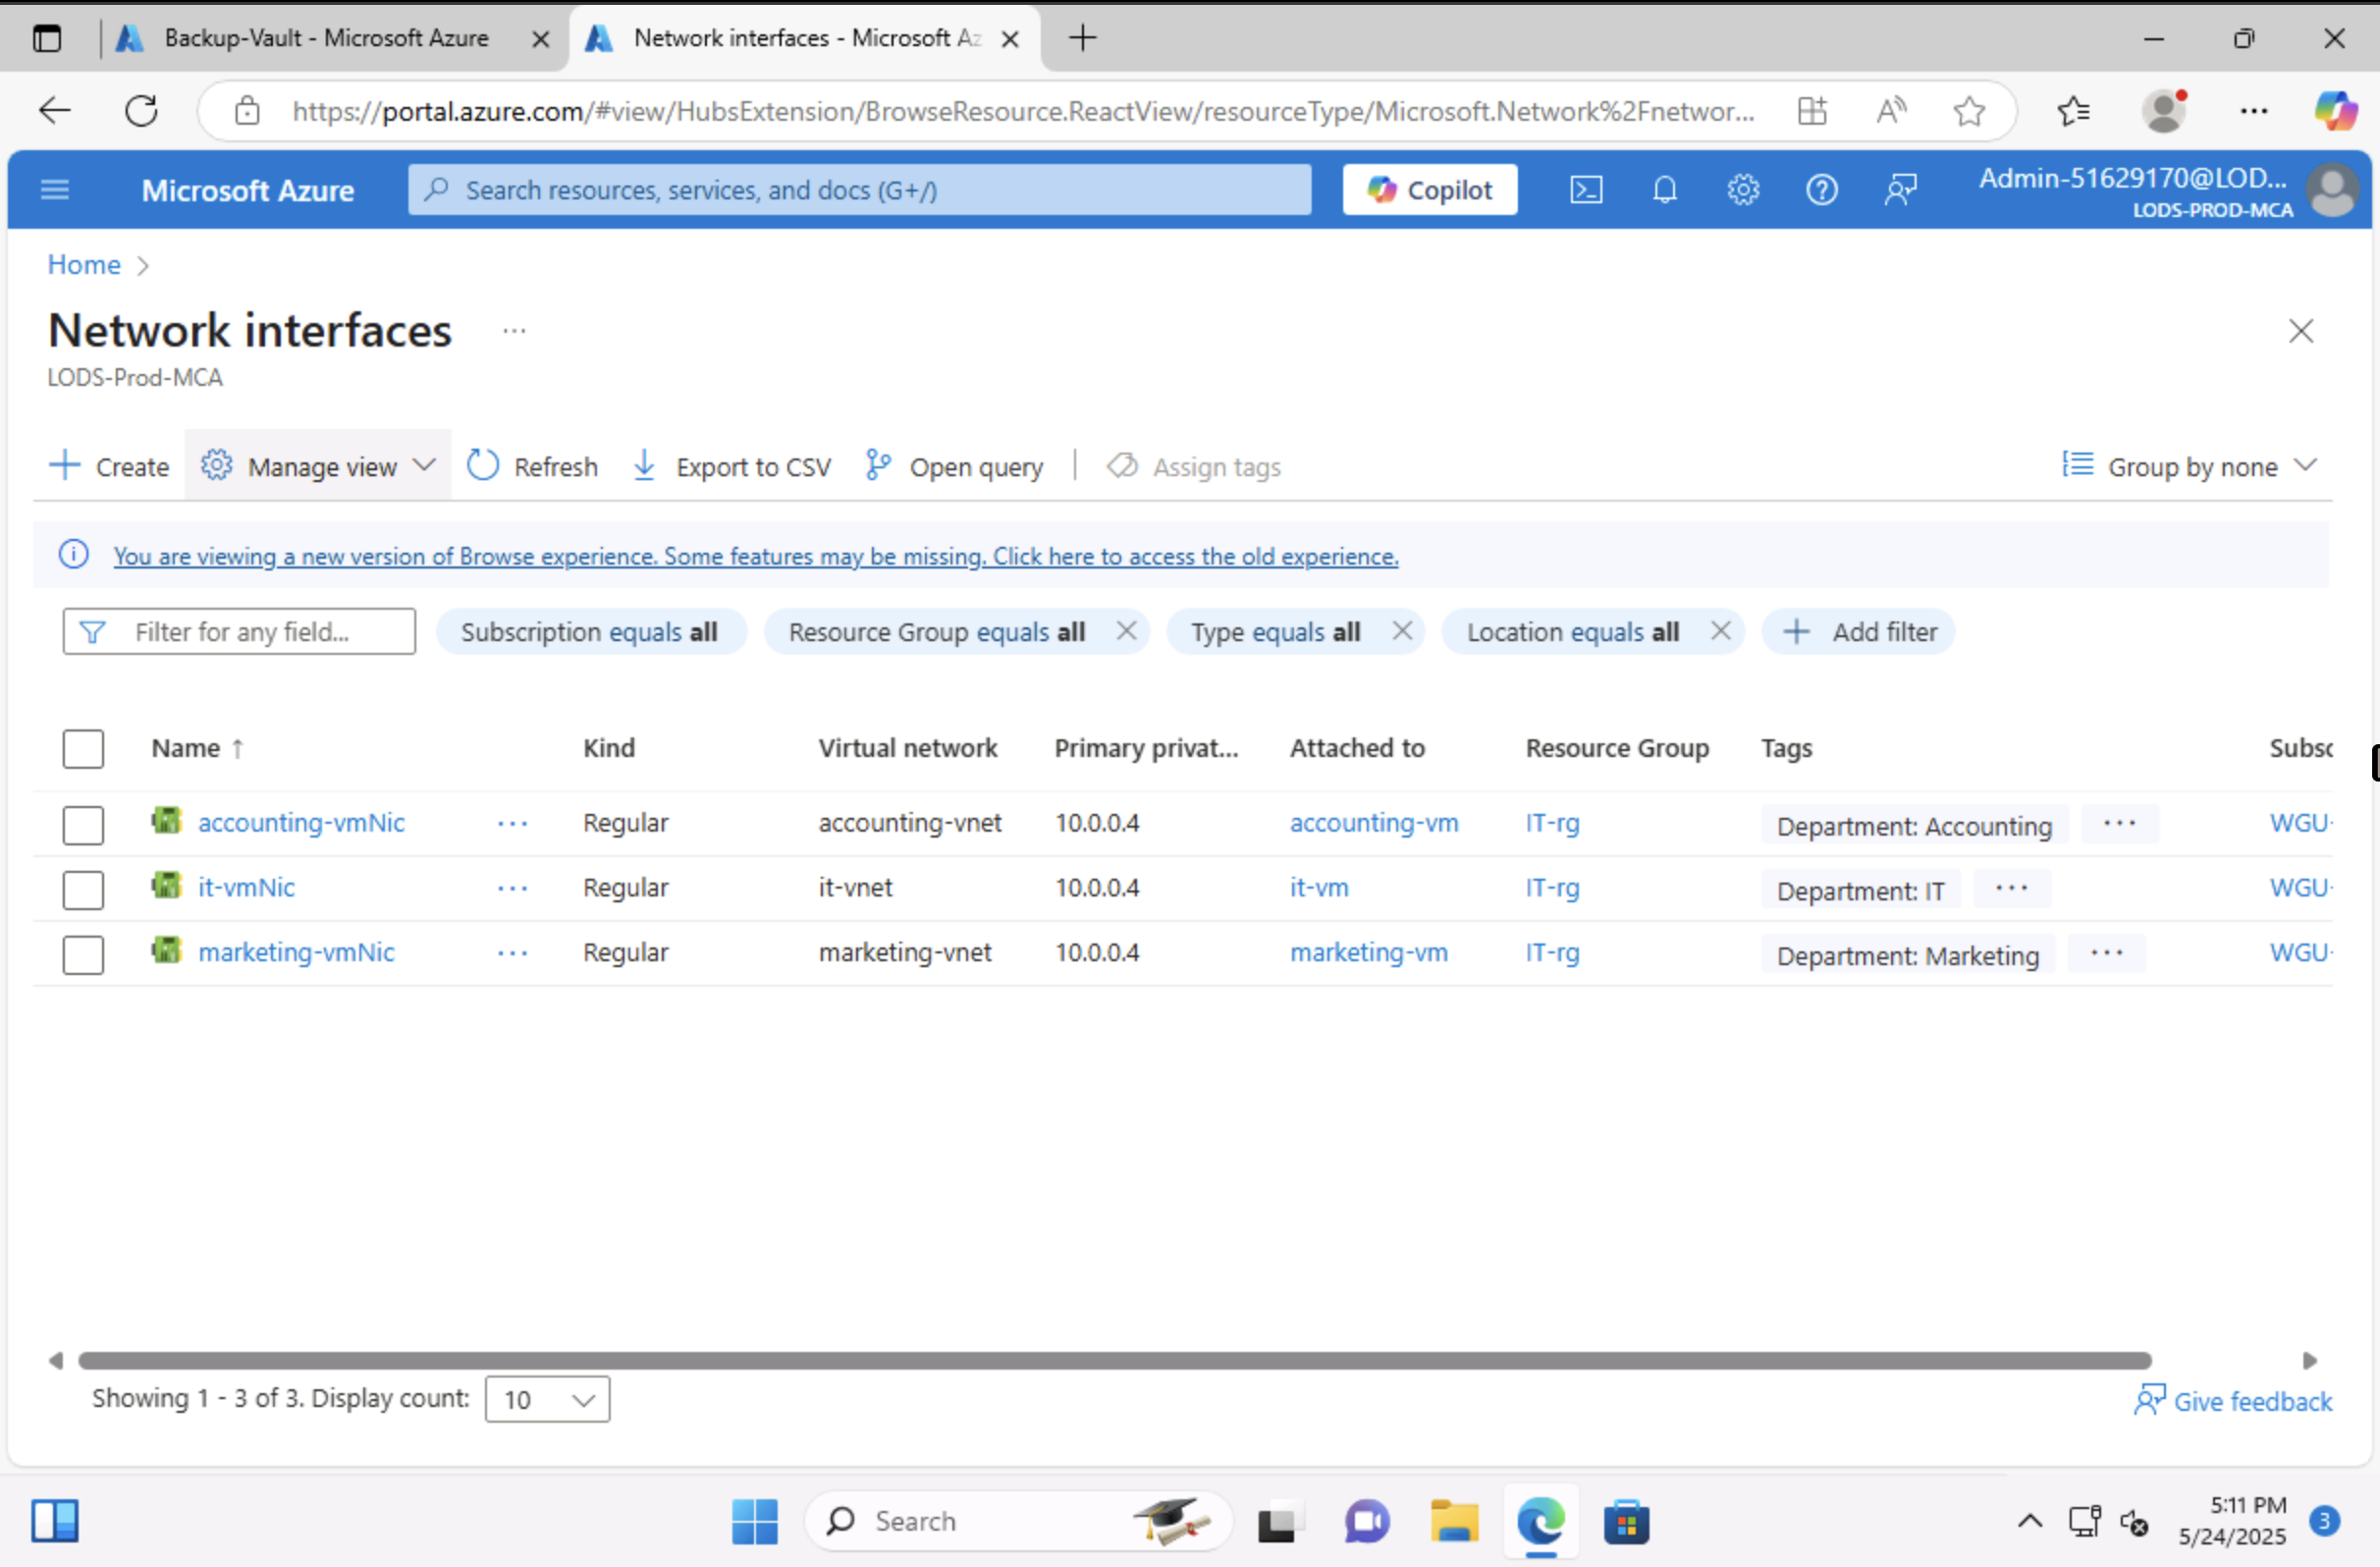 Backup-Vault - Microsoft Azure
Network interfaces - Microsoft Az
https://portal.azure.com/#view/HubsExtension/BrowseResource.ReactView/resourceType/Microsoft.Network%2Fnetwor...
Microsoft Azure
Search resources, services, and docs (G+/)
Copilot
Admin-51629170@LOD...
LODS-PROD-MCA
Home
Network interfaces
LODS-Prod-MCA
Create
Manage view
Refresh
Export to CSV
Open query
Assign tags
Group by none
You are viewing a new version of Browse experience. Some features may be missing. Click here to access the old experience.
Filter for any field...
Subscription equals all
Resource Group equals all
Type equals all
Location equals all
Add filter
Name ↑ Kind Virtual network Primary privat... Attached to Resource Group Tags Subsc
accounting-vmNic ... Regular accounting-vnet 10.0.0.4 accounting-vm IT-rg Department: Accounting ... WGU-
it-vmNic ... Regular it-vnet 10.0.0.4 it-vm IT-rg Department: IT ... WGU-
marketing-vmNic ... Regular marketing-vnet 10.0.0.4 marketing-vm IT-rg Department: Marketing ... WGU-
Showing 1 - 3 of 3. Display count: 10
Give feedback
Search
5:11 PM
5/24/2025
3